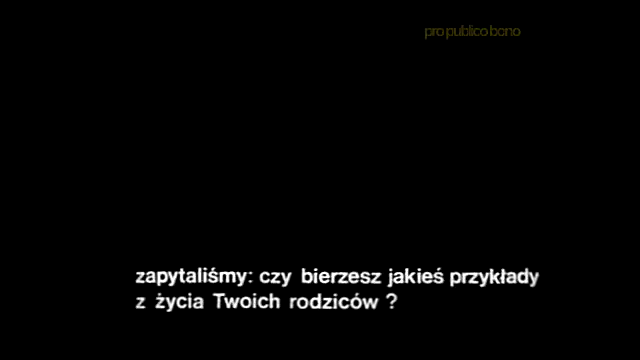 pro publico bono
zapytaliśmy: czy bierzesz jakieś przykłady
z życia Twoich rodziców ?